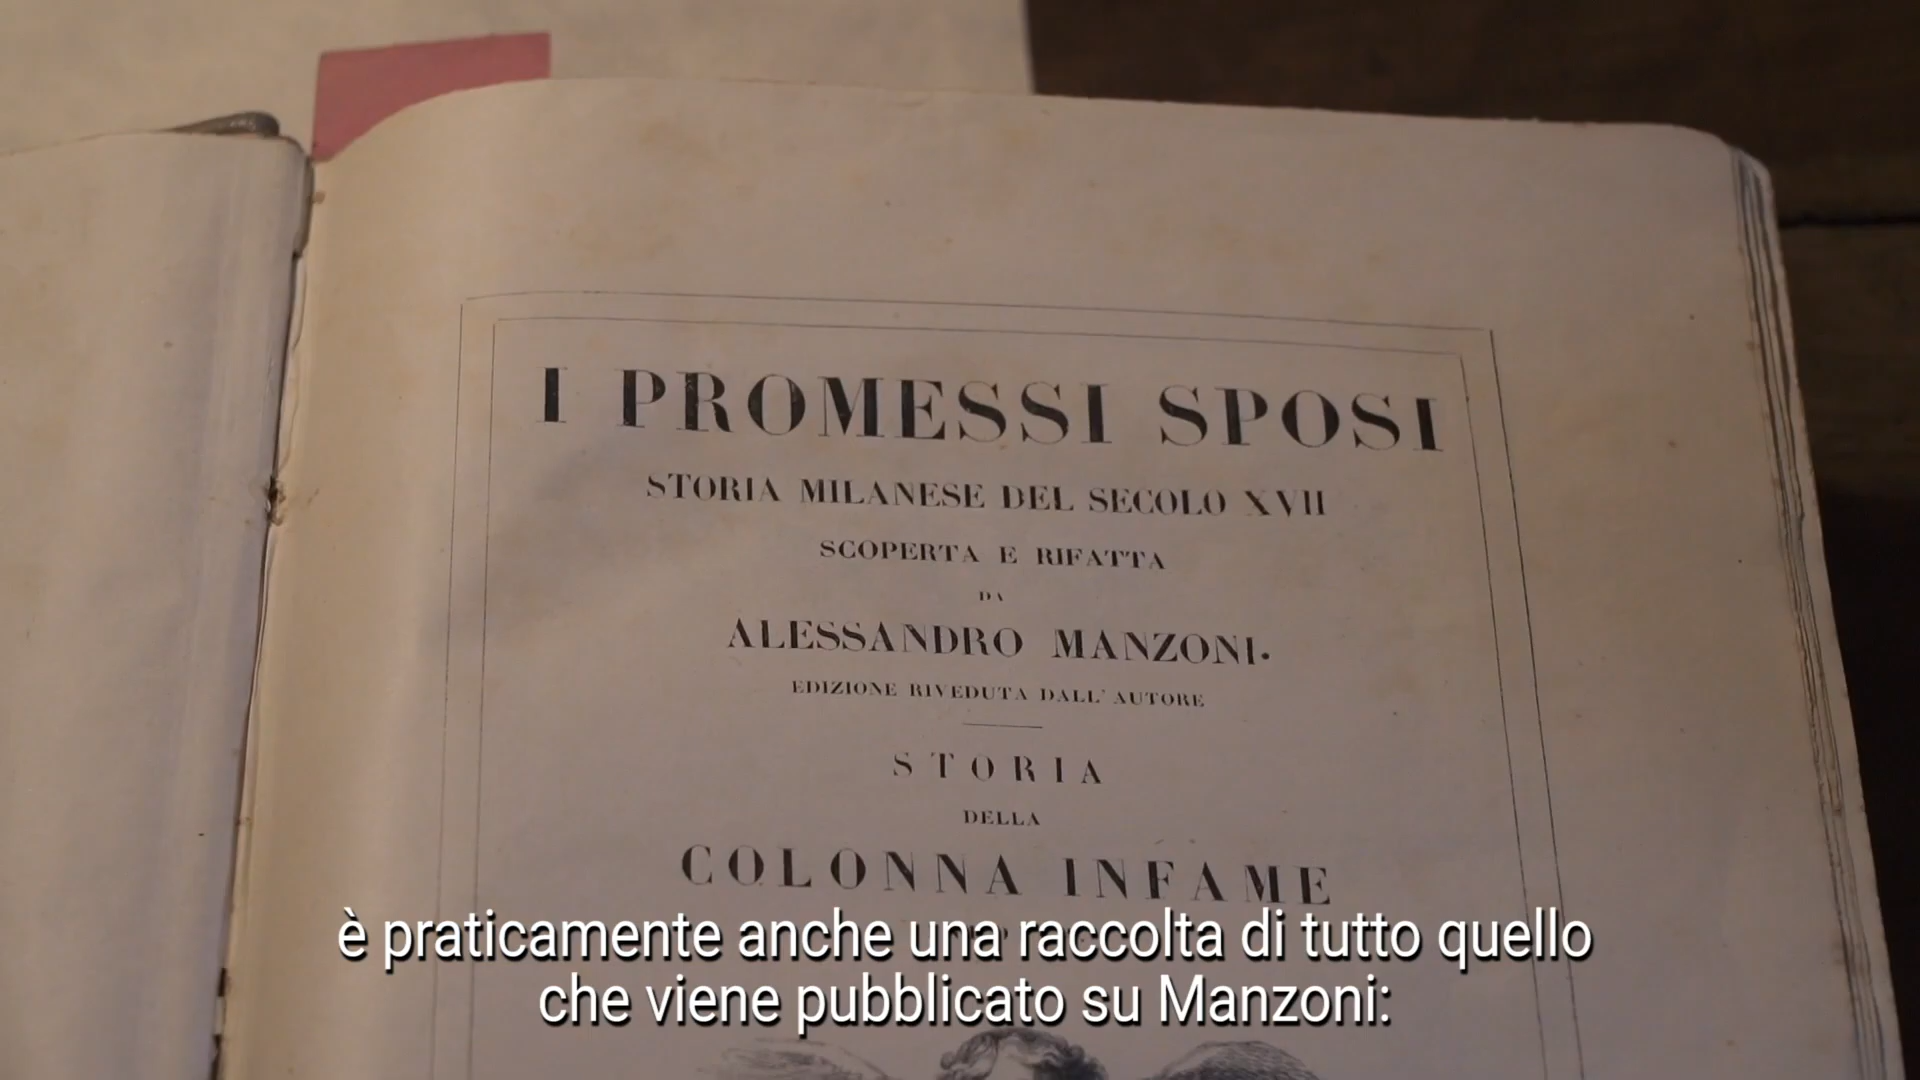 I PROMESSI SPOSI
STORIA MILANESE DEL SECOLO XVII
SCOPERTA E RIFATTA
DA
ALESSANDRO MANZONI.
EDIZIONE RIVEDUTA DALL' AUTORE
STORIA
DELLA
COLONNA INFAME
è praticamente anche una raccolta di tutto quello
che viene pubblicato su Manzoni: